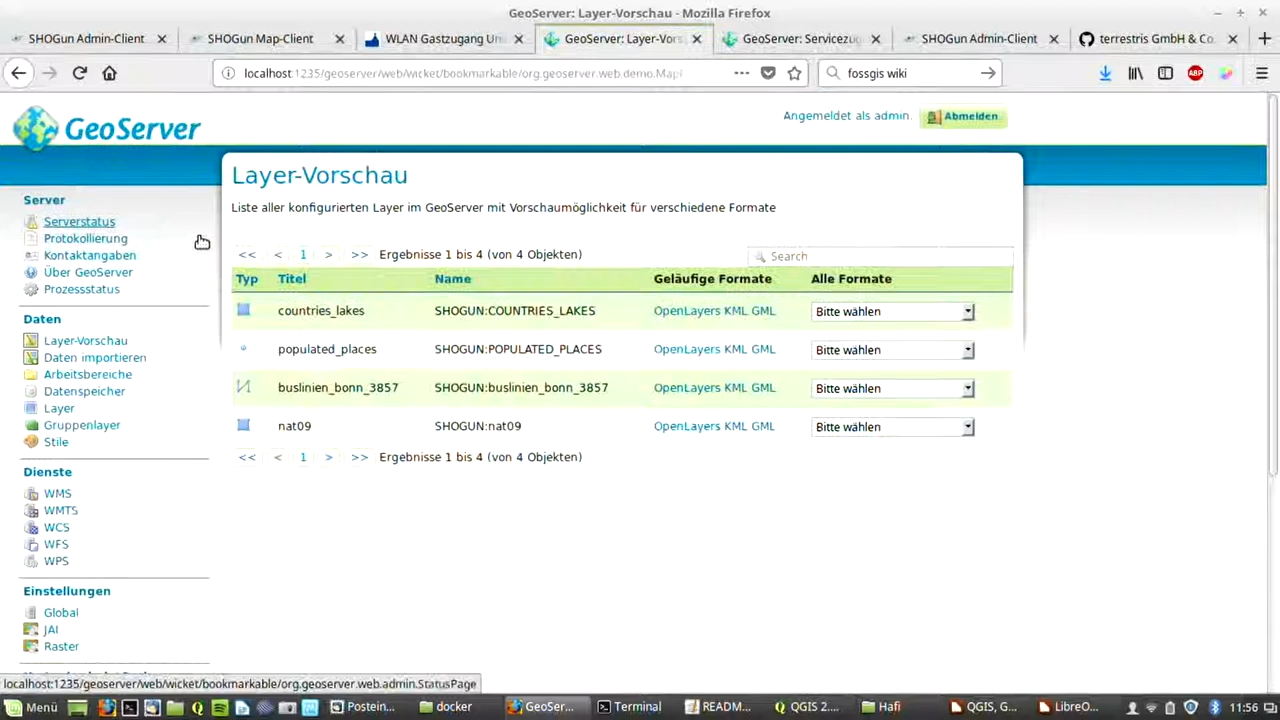 GeoServer: Layer-Vorschau - Mozilla Firefox
SHOGun Admin-Client
SHOGun Map-Client
WLAN Gastzugang Un
GeoServer: Layer-Vors
GeoServer: Servicezug
SHOGun Admin-Client
terrestris GmbH & Co
localhost:1235/geoserver/web/wicket/bookmarkable/org.geoserver.web.demo.Map
fossgis wiki
ABP
GeoServer
Angemeldet als admin.
Abmelden
Server
Serverstatus
Protokollierung
Kontaktangaben
Über GeoServer
Prozessstatus
Daten
Layer-Vorschau
Daten importieren
Arbeitsbereiche
Datenspeicher
Layer
Gruppenlayer
Stile
Dienste
WMS
WMTS
WCS
WFS
WPS
Einstellungen
Global
JAI
Raster
Layer-Vorschau
Liste aller konfigurierten Layer im GeoServer mit Vorschaumöglichkeit für verschiedene Formate
<< < 1 > >> Ergebnisse 1 bis 4 (von 4 Objekten)
Search
Typ Titel Name Geläufige Formate Alle Formate
countries_lakes SHOGUN:COUNTRIES_LAKES OpenLayers KML GML Bitte wählen
populated_places SHOGUN:POPULATED_PLACES OpenLayers KML GML Bitte wählen
buslinien_bonn_3857 SHOGUN:buslinien_bonn_3857 OpenLayers KML GML Bitte wählen
nat09 SHOGUN:nat09 OpenLayers KML GML Bitte wählen
<< < 1 > >> Ergebnisse 1 bis 4 (von 4 Objekten)
localhost:1235/geoserver/web/wicket/bookmarkable/org.geoserver.web.admin.StatusPage
Menü
Postein...
docker
GeoSer...
Terminal
READM...
QGIS 2....
Hafi
QGIS, G...
LibreO...
11:56